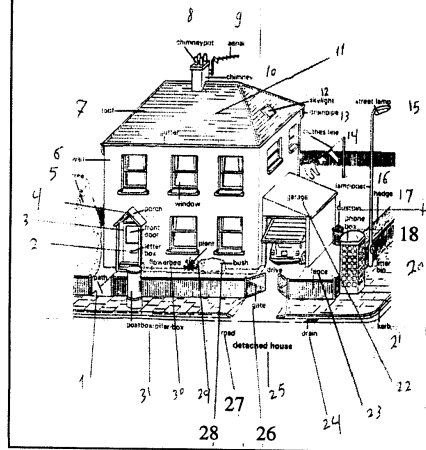 8 9
chimneypot aerial
chimney
10 11
7 roof
skylight 12
drainpipe 13
street lamp 15
gutter
clothes line 14
6 wall
5 tree
lamp-post 16
hedge
garage
dustbin 17
phone box
4
window
porch
3
front door
2
letter box
plant
18
litter bin
20
flowerbed
bush
drive
fence
path
gate
postbox/pillar-box
road
drain
kerb
detached house
1 31 30 29 27 25 24 23 22 21
28 26